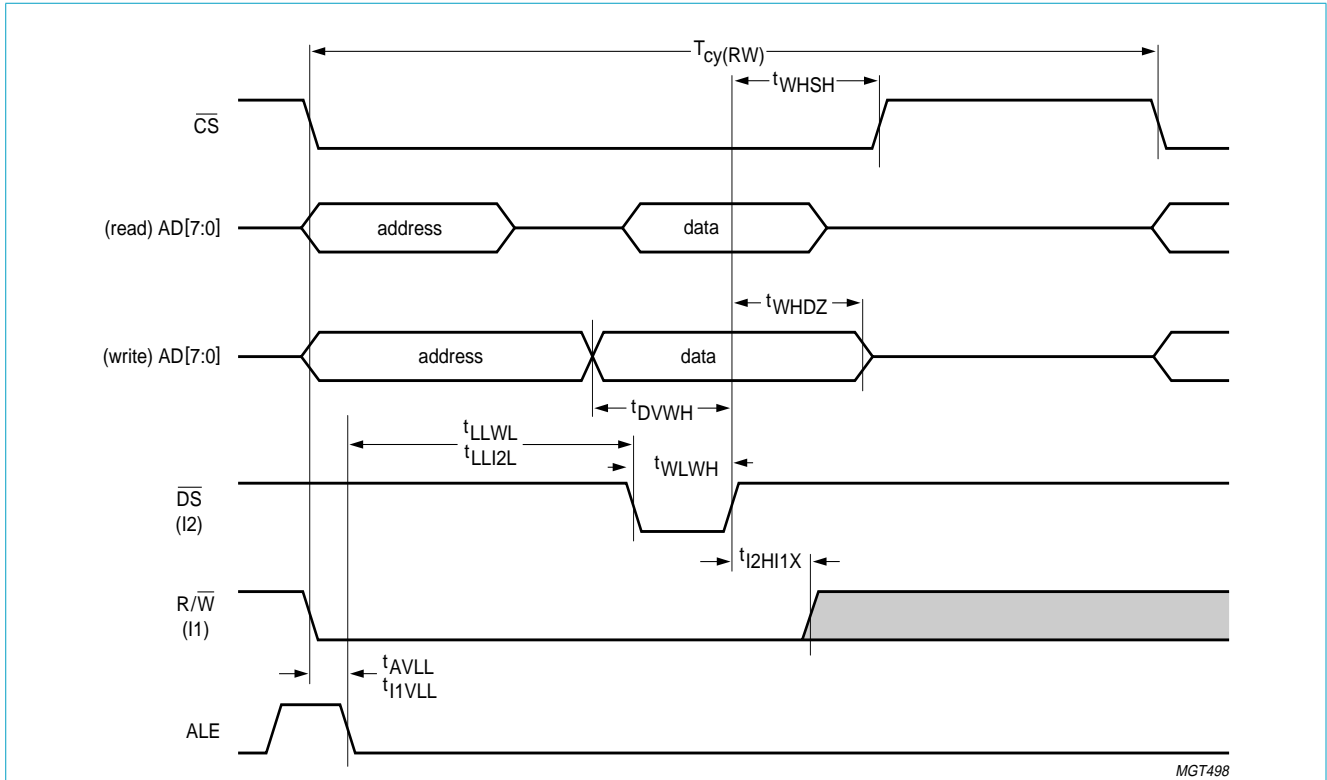 Tcy(RW)
tWHSH
CS
(read) AD[7:0]
address
data
tWHDZ
(write) AD[7:0]
address
data
tDVWH
tLLWL
tLLI2L
tWLWH
DS
(I2)
tI2HI1X
R/W
(I1)
tAVLL
tI1VLL
ALE
MGT498